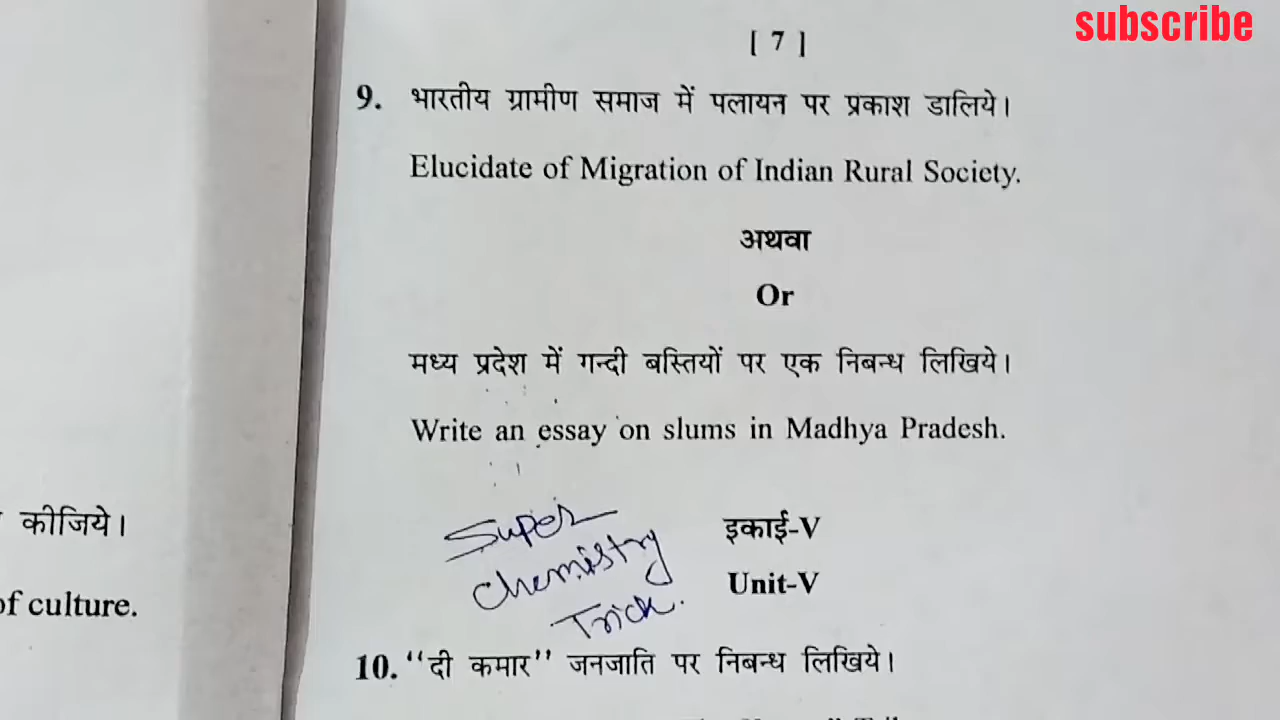 subscribe
[ 7 ]
9. भारतीय ग्रामीण समाज में पलायन पर प्रकाश डालिये।
Elucidate of Migration of Indian Rural Society.
अथवा
Or
मध्य प्रदेश में गन्दी बस्तियों पर एक निबन्ध लिखिये।
Write an essay on slums in Madhya Pradesh.
कीजिये।
of culture.
Super
chemistry
Trick.
इकाई-V
Unit-V
10. ‘‘दी कमार’’ जनजाति पर निबन्ध लिखिये।